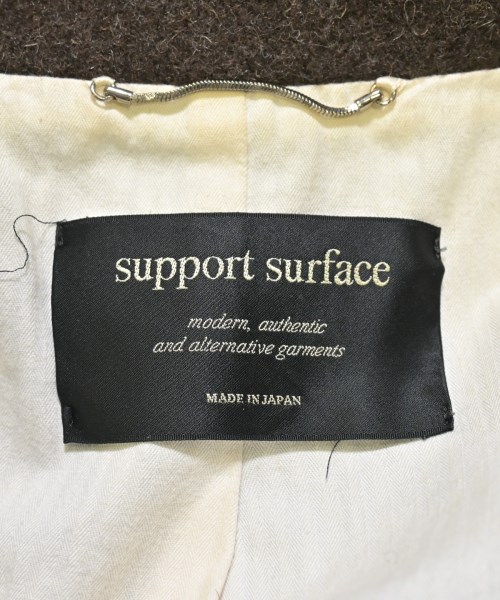 support surface
modern, authentic
and alternative garments
MADE IN JAPAN